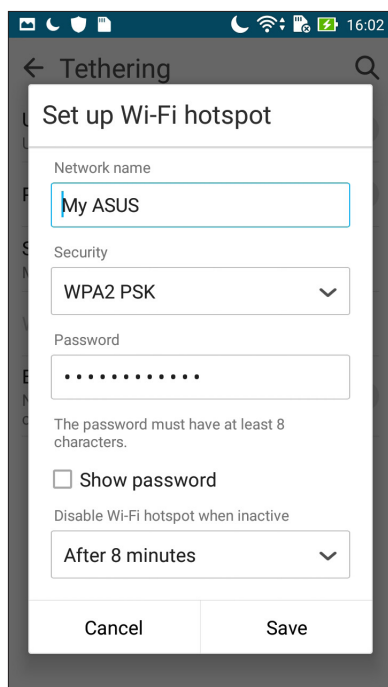 16:02
Tethering
Set up Wi-Fi hotspot
Network name
My ASUS
Security
WPA2 PSK
Password
••••••••••••
The password must have at least 8
characters.
Show password
Disable Wi-Fi hotspot when inactive
After 8 minutes
Cancel
Save